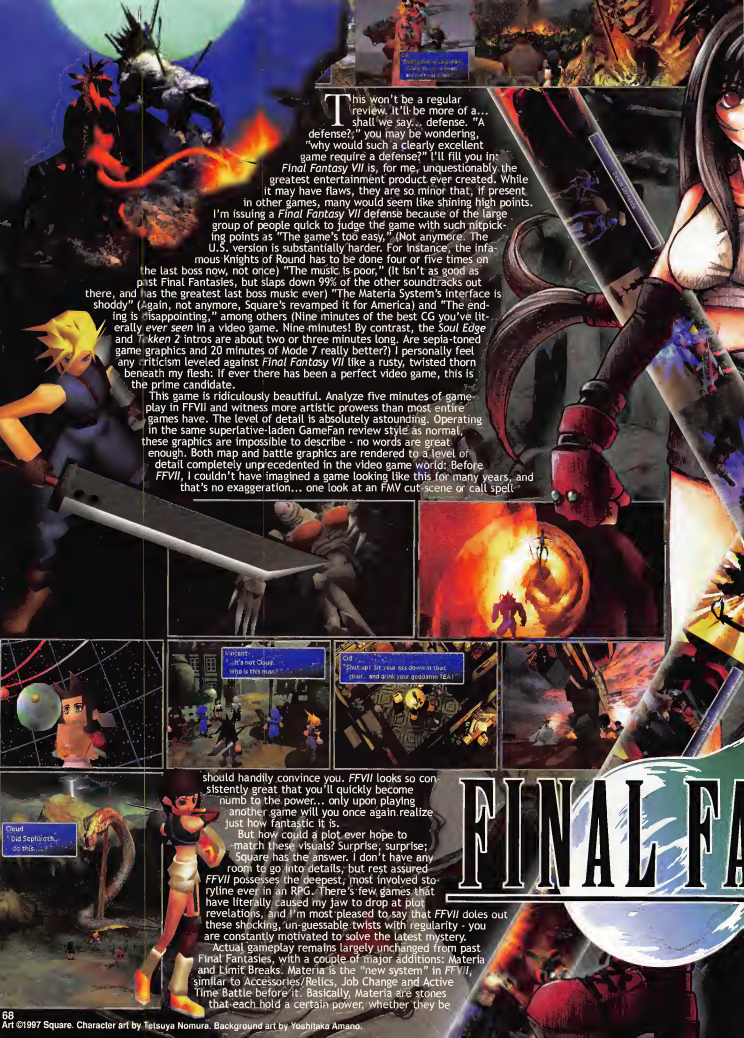 This won't be a regular
review. It'll be more of a...
shall we say... defense. "A
defense?," you may be wondering,
"why would such a clearly excellent
game require a defense?" I'll fill you in:
Final Fantasy VII is, for me, unquestionably the
greatest entertainment product ever created. While
it may have flaws, they are so minor that, if present
in other games, many would seem like shining high points.
I'm issuing a Final Fantasy VII defense because of the large
group of people quick to judge the game with such nitpick-
ing points as "The game's too easy," (Not anymore. The
U.S. version is substantially harder. For instance, the infa-
mous Knights of Round has to be done four or five times on
the last boss now, not once) "The music is poor," (It isn't as good as
past Final Fantasies, but slaps down 99% of the other soundtracks out
there, and has the greatest last boss music ever) "The Materia System's interface is
shoddy" (Again, not anymore, Square's revamped it for America) and "The end-
ing is disappointing," among others (Nine minutes of the best CG you've lit-
erally ever seen in a video game. Nine minutes! By contrast, the Soul Edge
and Tekken 2 intros are about two or three minutes long. Are sepia-toned
game graphics and 20 minutes of Mode 7 really better?) I personally feel
any criticism leveled against Final Fantasy VII like a rusty, twisted thorn
beneath my flesh: If ever there has been a perfect video game, this is
the prime candidate.
This game is ridiculously beautiful. Analyze five minutes of game-
play in FFVII and witness more artistic prowess than most entire
games have. The level of detail is absolutely astounding. Operating
in the same superlative-laden GameFan review style as normal,
these graphics are impossible to describe - no words are great
enough. Both map and battle graphics are rendered to a level of
detail completely unprecedented in the video game world: Before
FFVII, I couldn't have imagined a game looking like this for many years, and
that's no exaggeration... one look at an FMV cut-scene or call spell
Vincent
"...It's not Cloud...
Who is this man?"
Cid
"Shut up! Sit your ass down in that
chair, and drink your goddamn TEA!
Cloud
"Did Sephiroth...
do this.....?"
should handily convince you. FFVII looks so con-
sistently great that you'll quickly become
numb to the power... only upon playing
another game will you once again realize
just how fantastic it is.
But how could a plot ever hope to
match these visuals? Surprise, surprise;
Square has the answer. I don't have any
room to go into details, but rest assured
FFVII possesses the deepest, most involved sto-
ryline ever in an RPG. There's few games that
have literally caused my jaw to drop at plot
revelations, and I'm most pleased to say that FFVII doles out
these shocking, un-guessable twists with regularity - you
are constantly motivated to solve the latest mystery.
Actual gameplay remains largely unchanged from past
Final Fantasies, with a couple of major additions: Materia
and Limit Breaks. Materia is the "new system" in FFVII,
similar to Accessories/Relics, Job Change and Active
Time Battle before it. Basically, Materia are stones
that each hold a certain power, whether they be
FINAL FA
68
Art ©1997 Square. Character art by Tetsuya Nomura. Background art by Yoshitaka Amano.